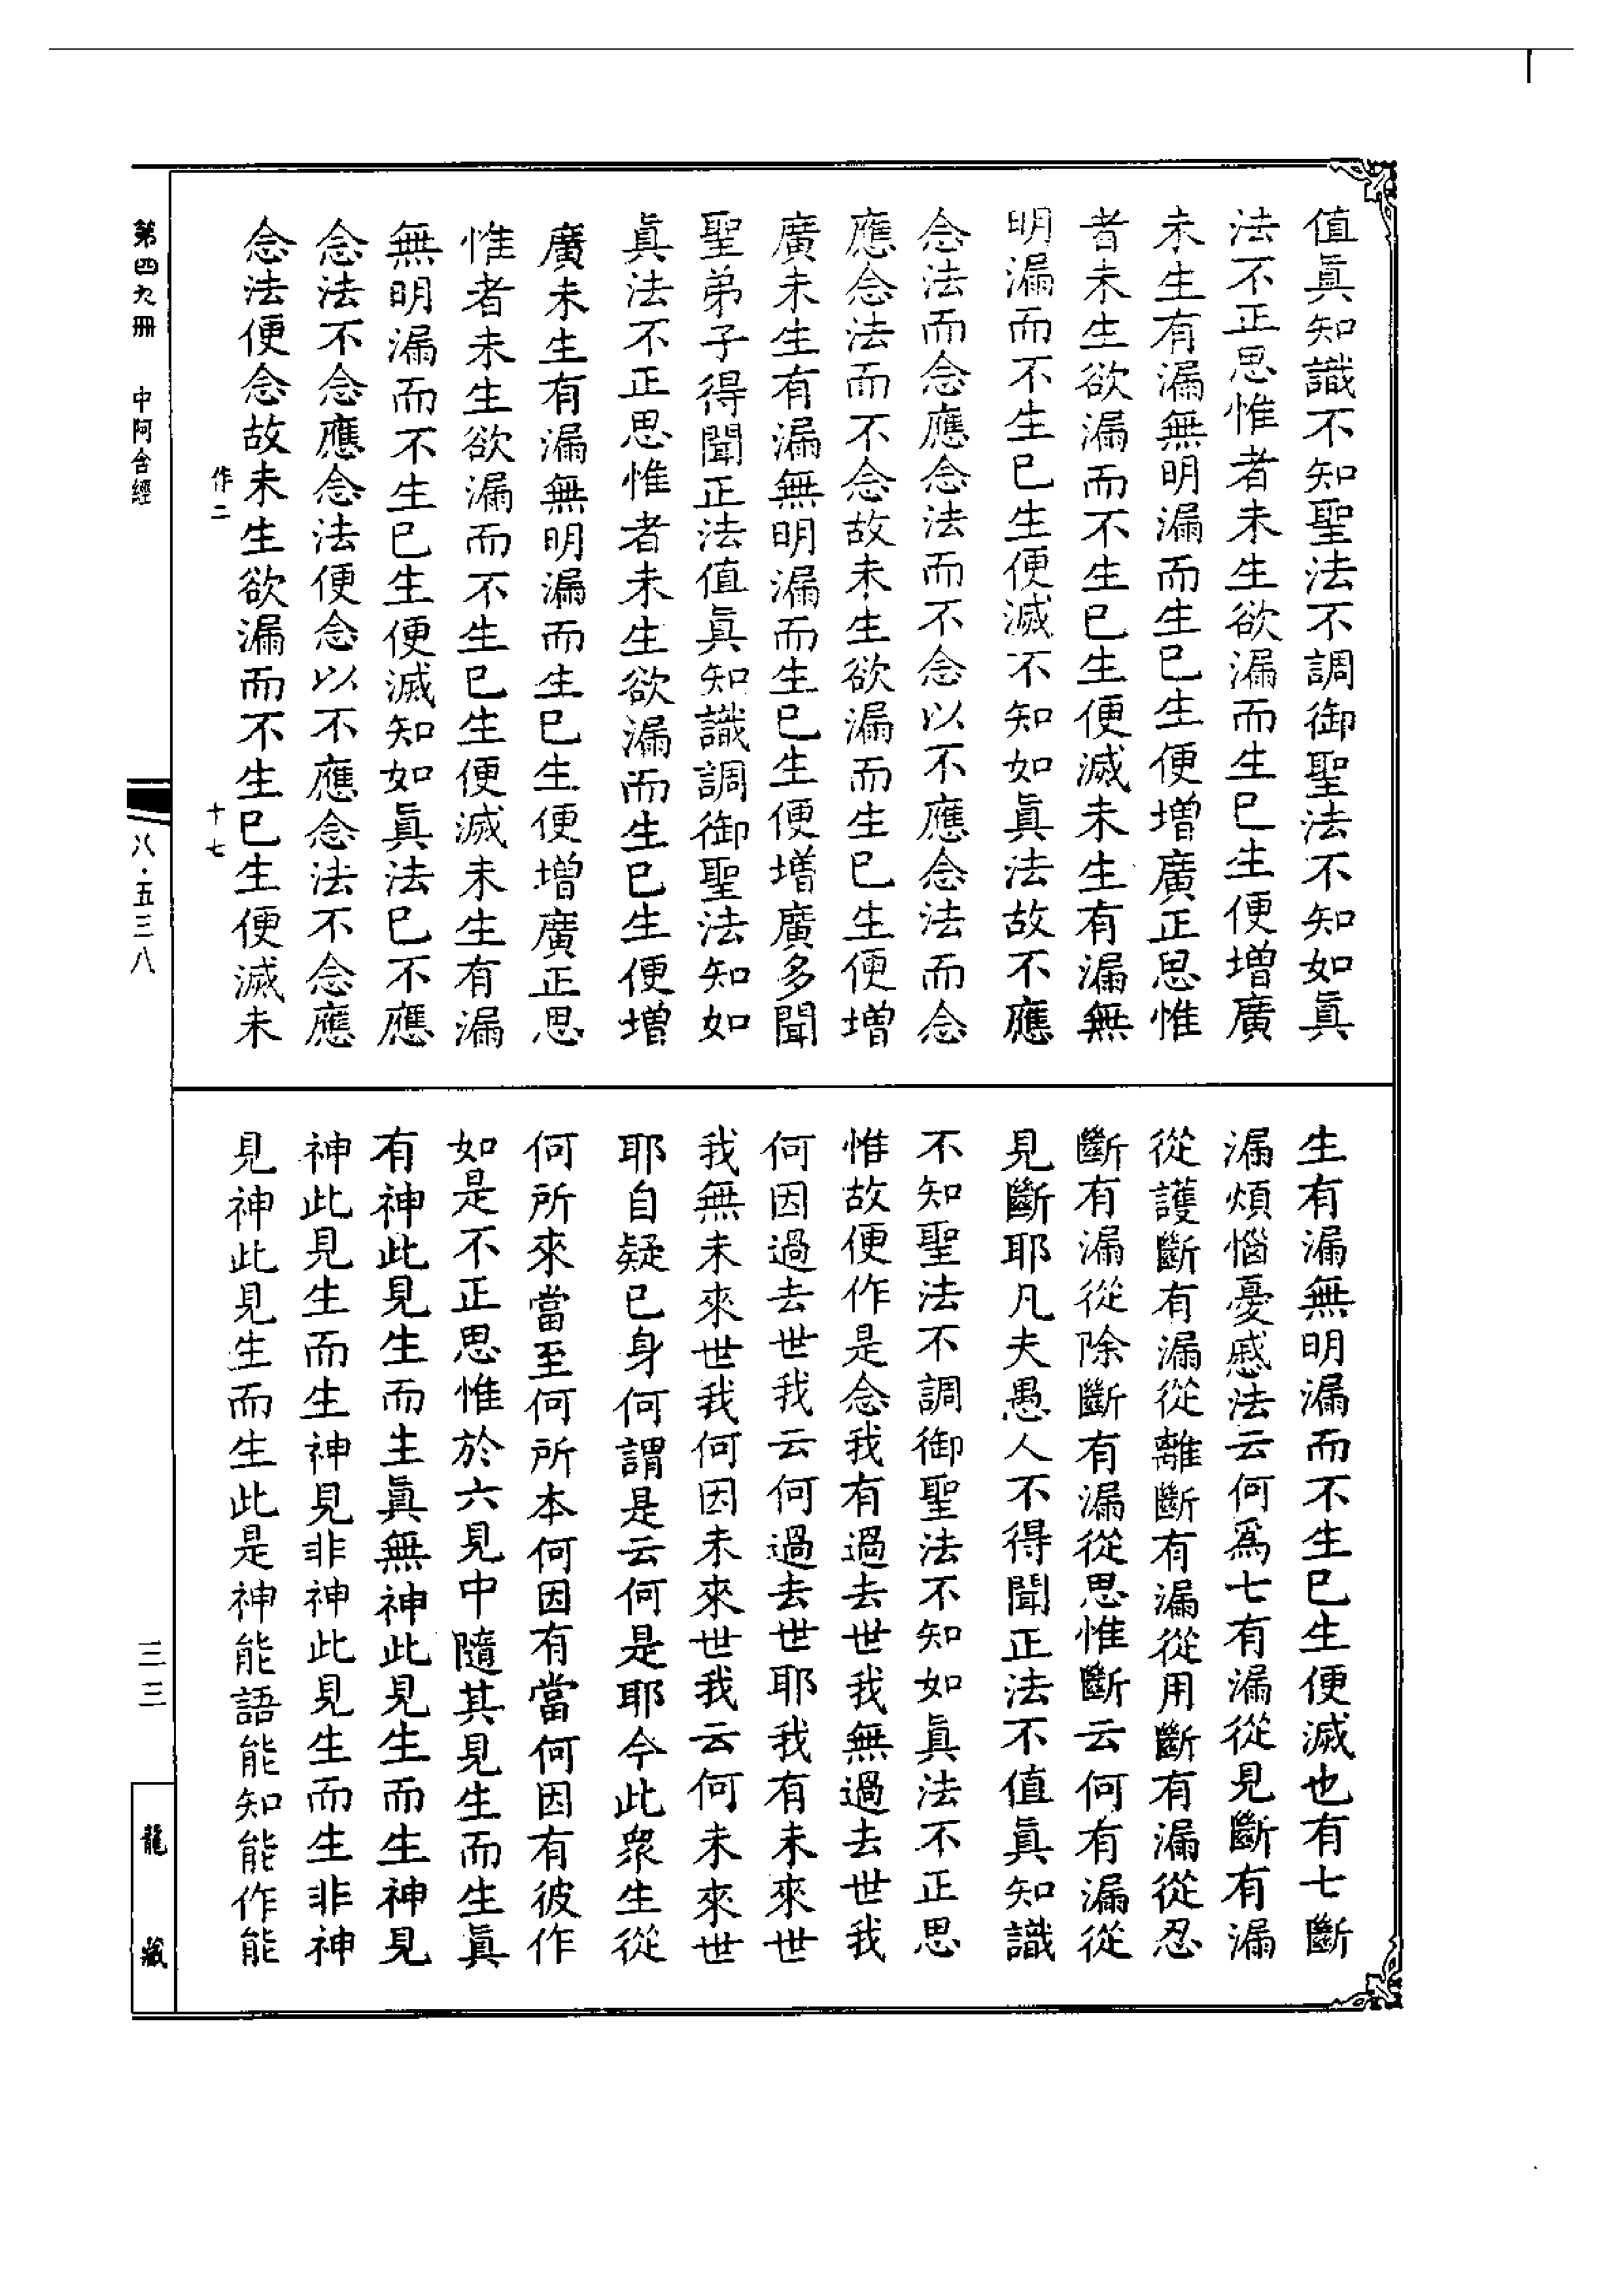 值眞知識不知聖法不調御聖法不知如眞
法不正思惟者未生欲漏而生已生便增廣
未生有漏無明漏而生已生便增廣正思惟
者未生欲漏而不生已生便滅未生有漏無
明漏而不生已生便滅不知如眞法故不應
念法而念應念法而不念以不應念法而念
應念法而不念故未生欲漏而生已生便增
廣未生有漏無明漏而生已生便增廣多聞
聖弟子得聞正法值眞知識調御聖法知如
眞法不正思惟者未生欲漏而生已生便增
廣未生有漏無明漏而生已生便增廣正思
惟者未生欲漏而不生已生便滅未生有漏
無明漏而不生已生便滅知如眞法已不應
念法不念應念法便念以不應念法不念應
念法便念故未生欲漏而不生已生便滅未
作二 十七
生有漏無明漏而不生已生便滅也有七斷
漏煩惱憂慼法云何爲七有漏從見斷有漏
從護斷有漏從離斷有漏從用斷有漏從忍
斷有漏從除斷有漏從思惟斷云何有漏從
見斷耶凡夫愚人不得聞正法不值眞知識
不知聖法不調御聖法不知如眞法不正思
惟故便作是念我有過去世我無過去世我
何因過去世我云何過去世耶我有未來世
我無未來世我何因未來世我云何未來世
耶自疑已身何謂是云何是耶今此眾生從
何所來當至何所本何因有當何因有彼作
如是不正思惟於六見中隨其見生而生眞
有神此見生而生眞無神此見生而生神見
神此見生而生神見非神此見生而生非神
見神此見生而生此是神能語能知能作能
第四九冊 中阿含經
八·五三八
三三
龍藏